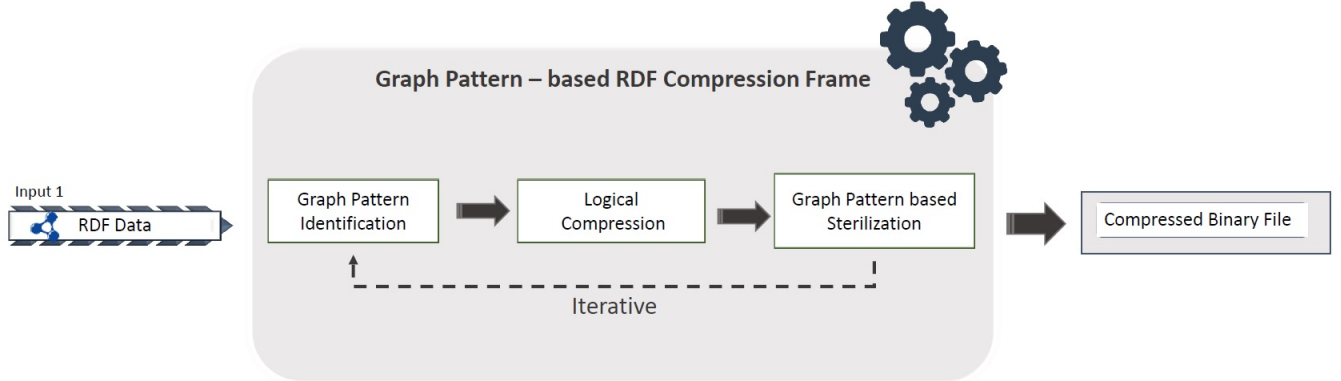 Graph Pattern – based RDF Compression Frame
Input 1
RDF Data
Graph Pattern
Identification
Logical
Compression
Graph Pattern based
Sterilization
Compressed Binary File
Iterative